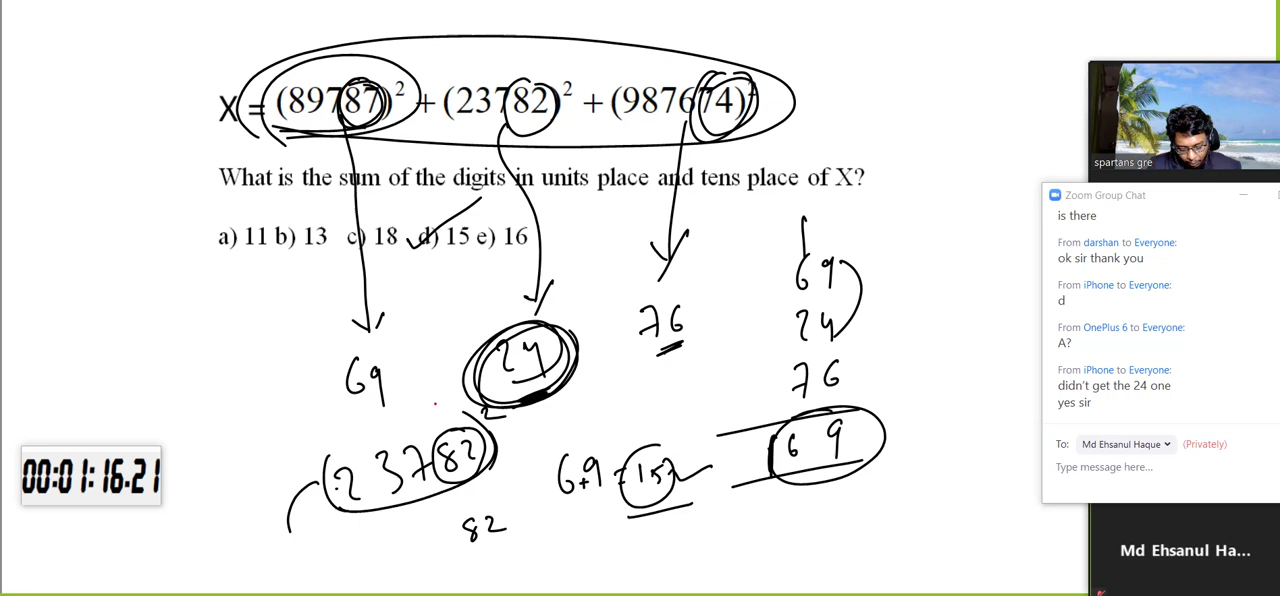 X = (89787)² + (23782)² + (987674)²
What is the sum of the digits in units place and tens place of X?
a) 11 b) 13 c) 18 d) 15 e) 16
69
24
76
69
24
76
69
(23782)²
82
6+9=15
00:01:16.21
spartans gre
Zoom Group Chat
is there
From darshan to Everyone:
ok sir thank you
From iPhone to Everyone:
d
From OnePlus 6 to Everyone:
A?
From iPhone to Everyone:
didn't get the 24 one
yes sir
To: Md Ehsanul Haque (Privately)
Type message here...
Md Ehsanul Ha...